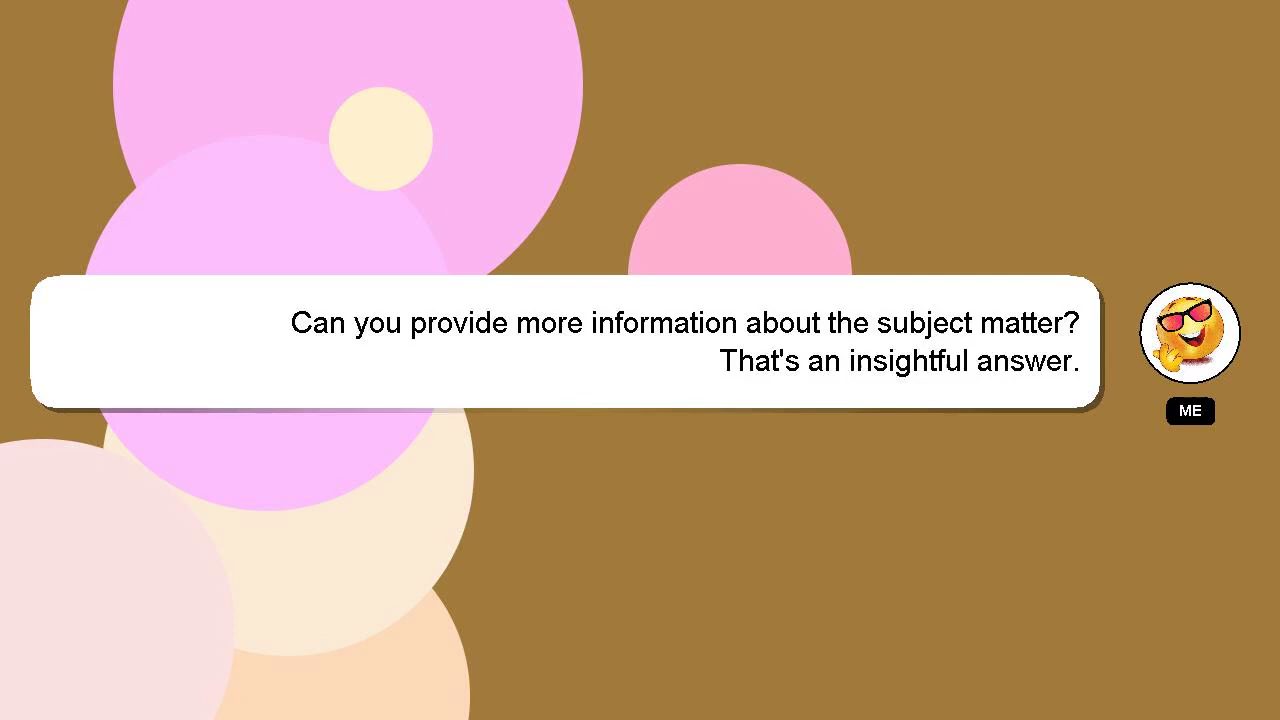 Can you provide more information about the subject matter?
That's an insightful answer.
ME